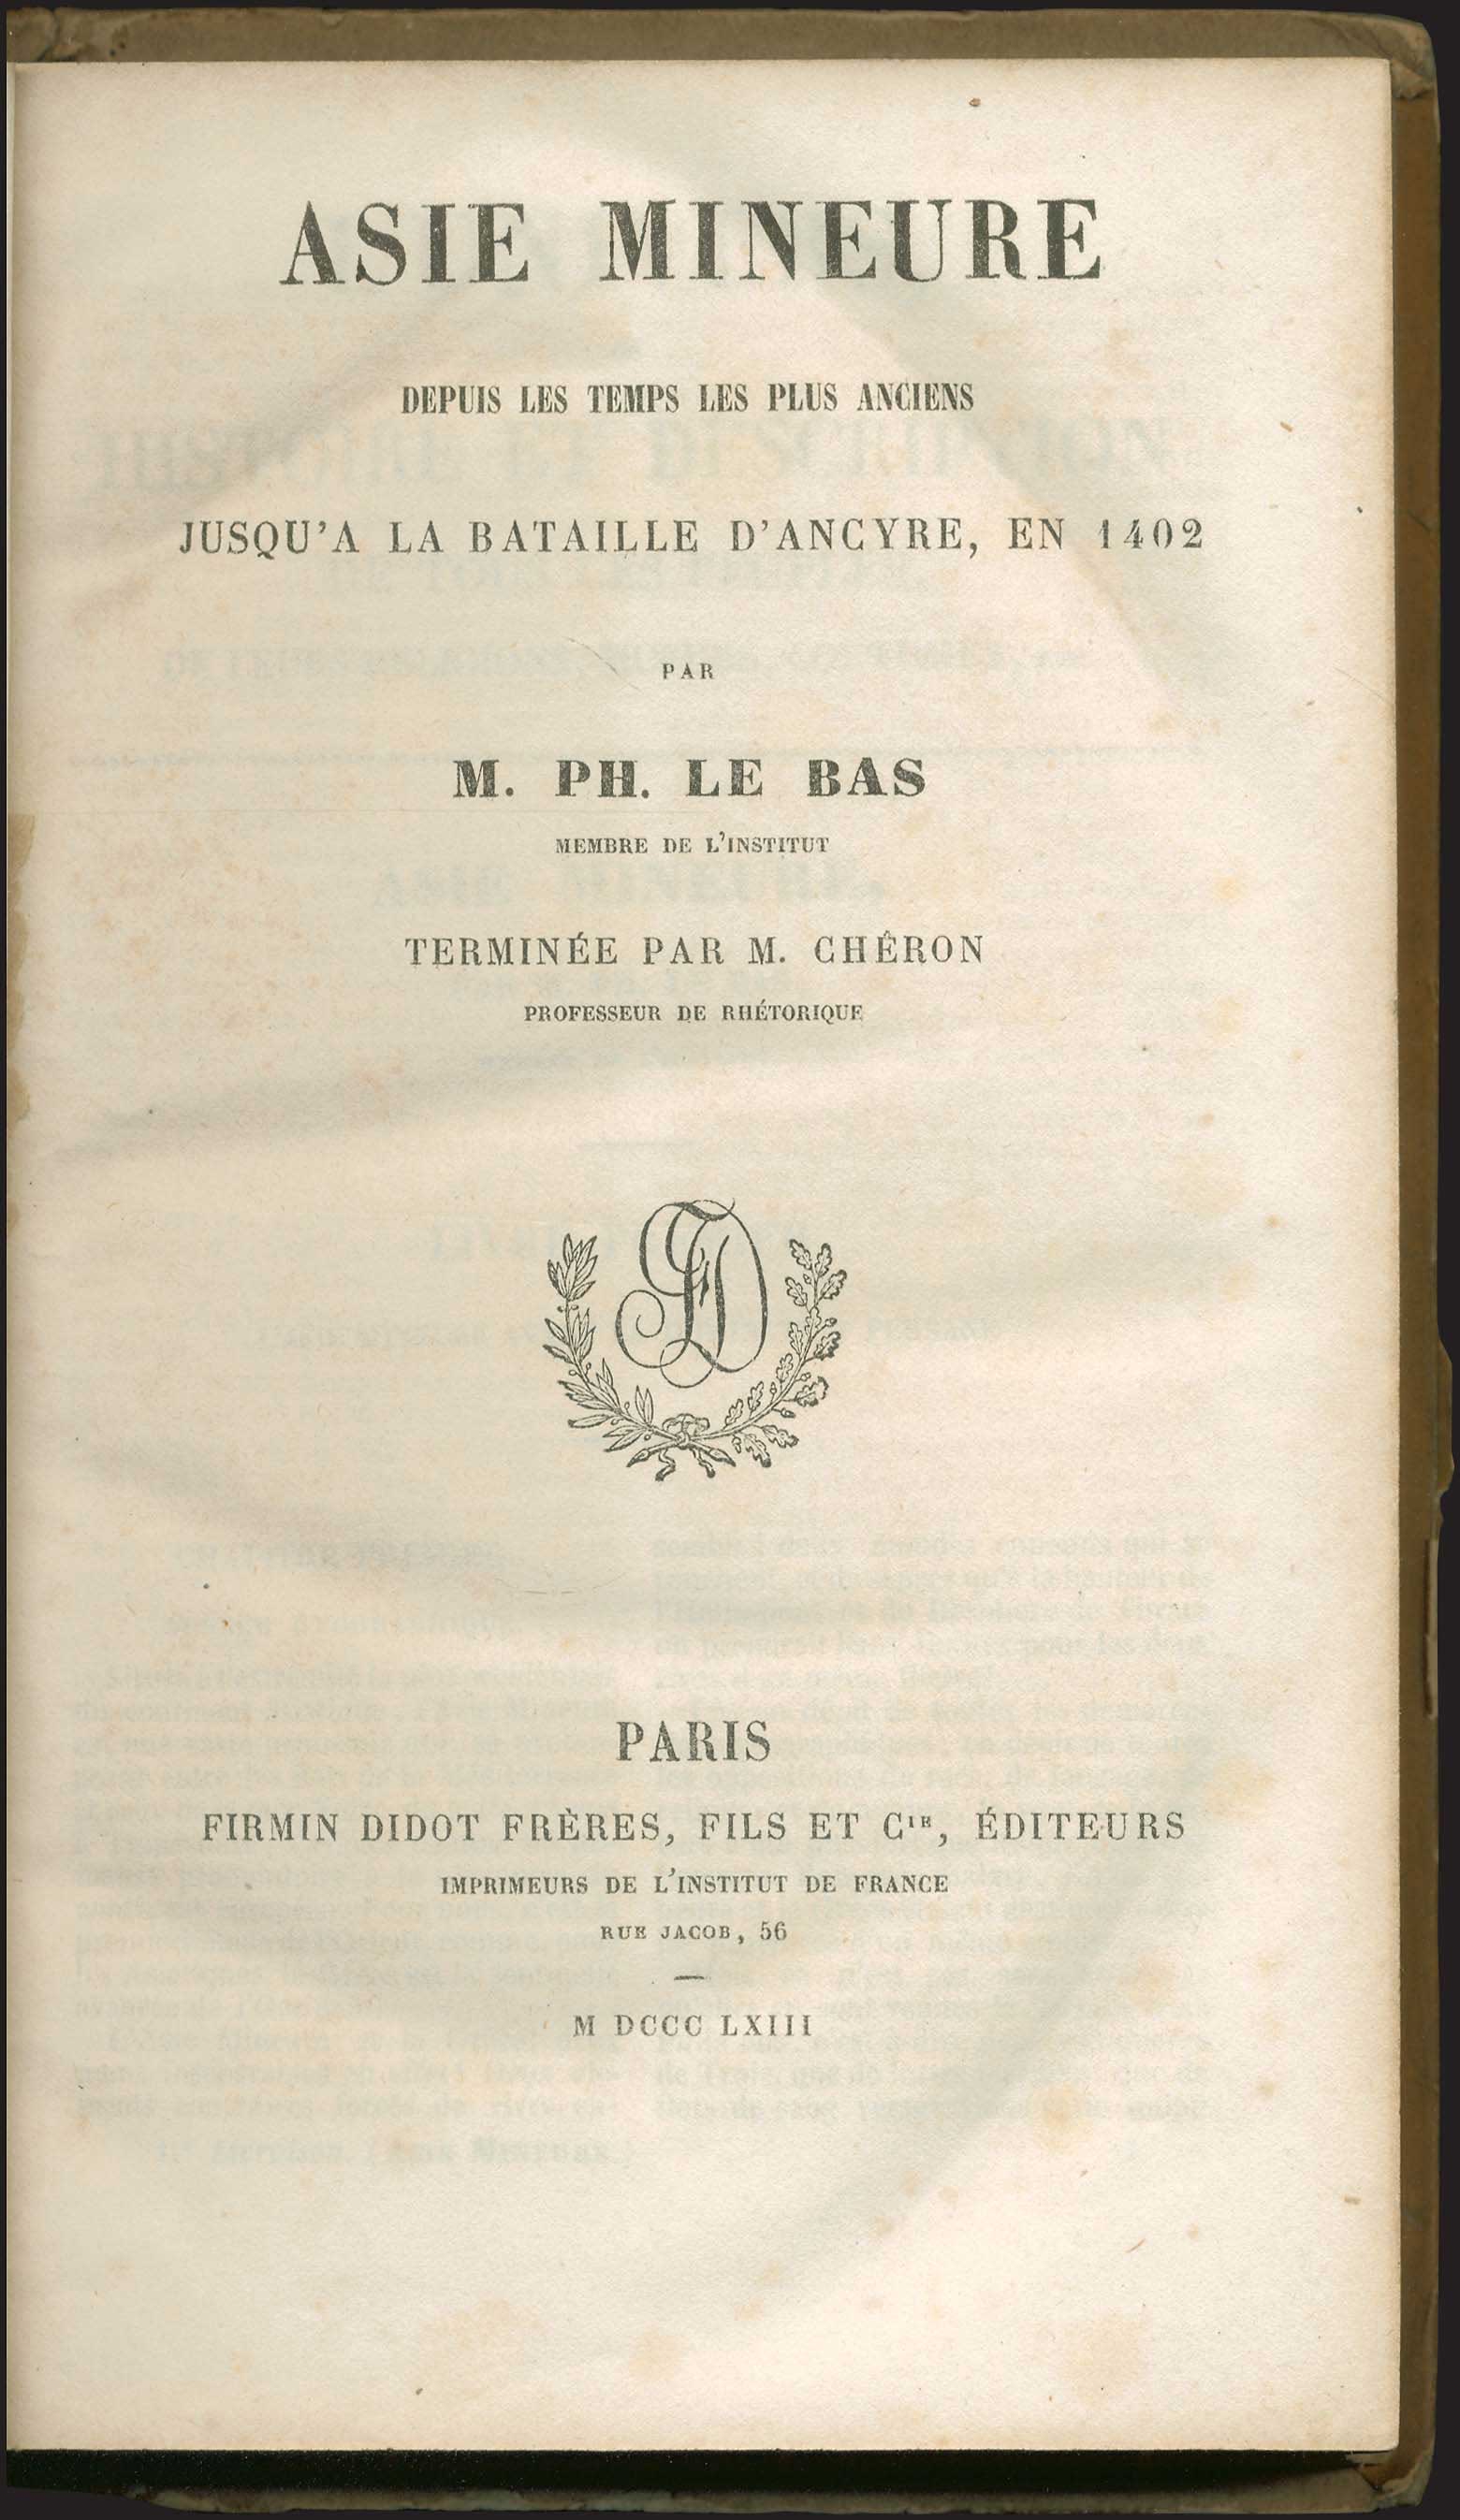 ASIE MINEURE
DEPUIS LES TEMPS LES PLUS ANCIENS
JUSQU'A LA BATAILLE D'ANCYRE, EN 1402
PAR
M. PH. LE BAS
MEMBRE DE L'INSTITUT
TERMINÉE PAR M. CHÉRON
PROFESSEUR DE RHÉTORIQUE
FD
PARIS
FIRMIN DIDOT FRÈRES, FILS ET CIE, ÉDITEURS
IMPRIMEURS DE L'INSTITUT DE FRANCE
RUE JACOB, 56
M DCCC LXIII